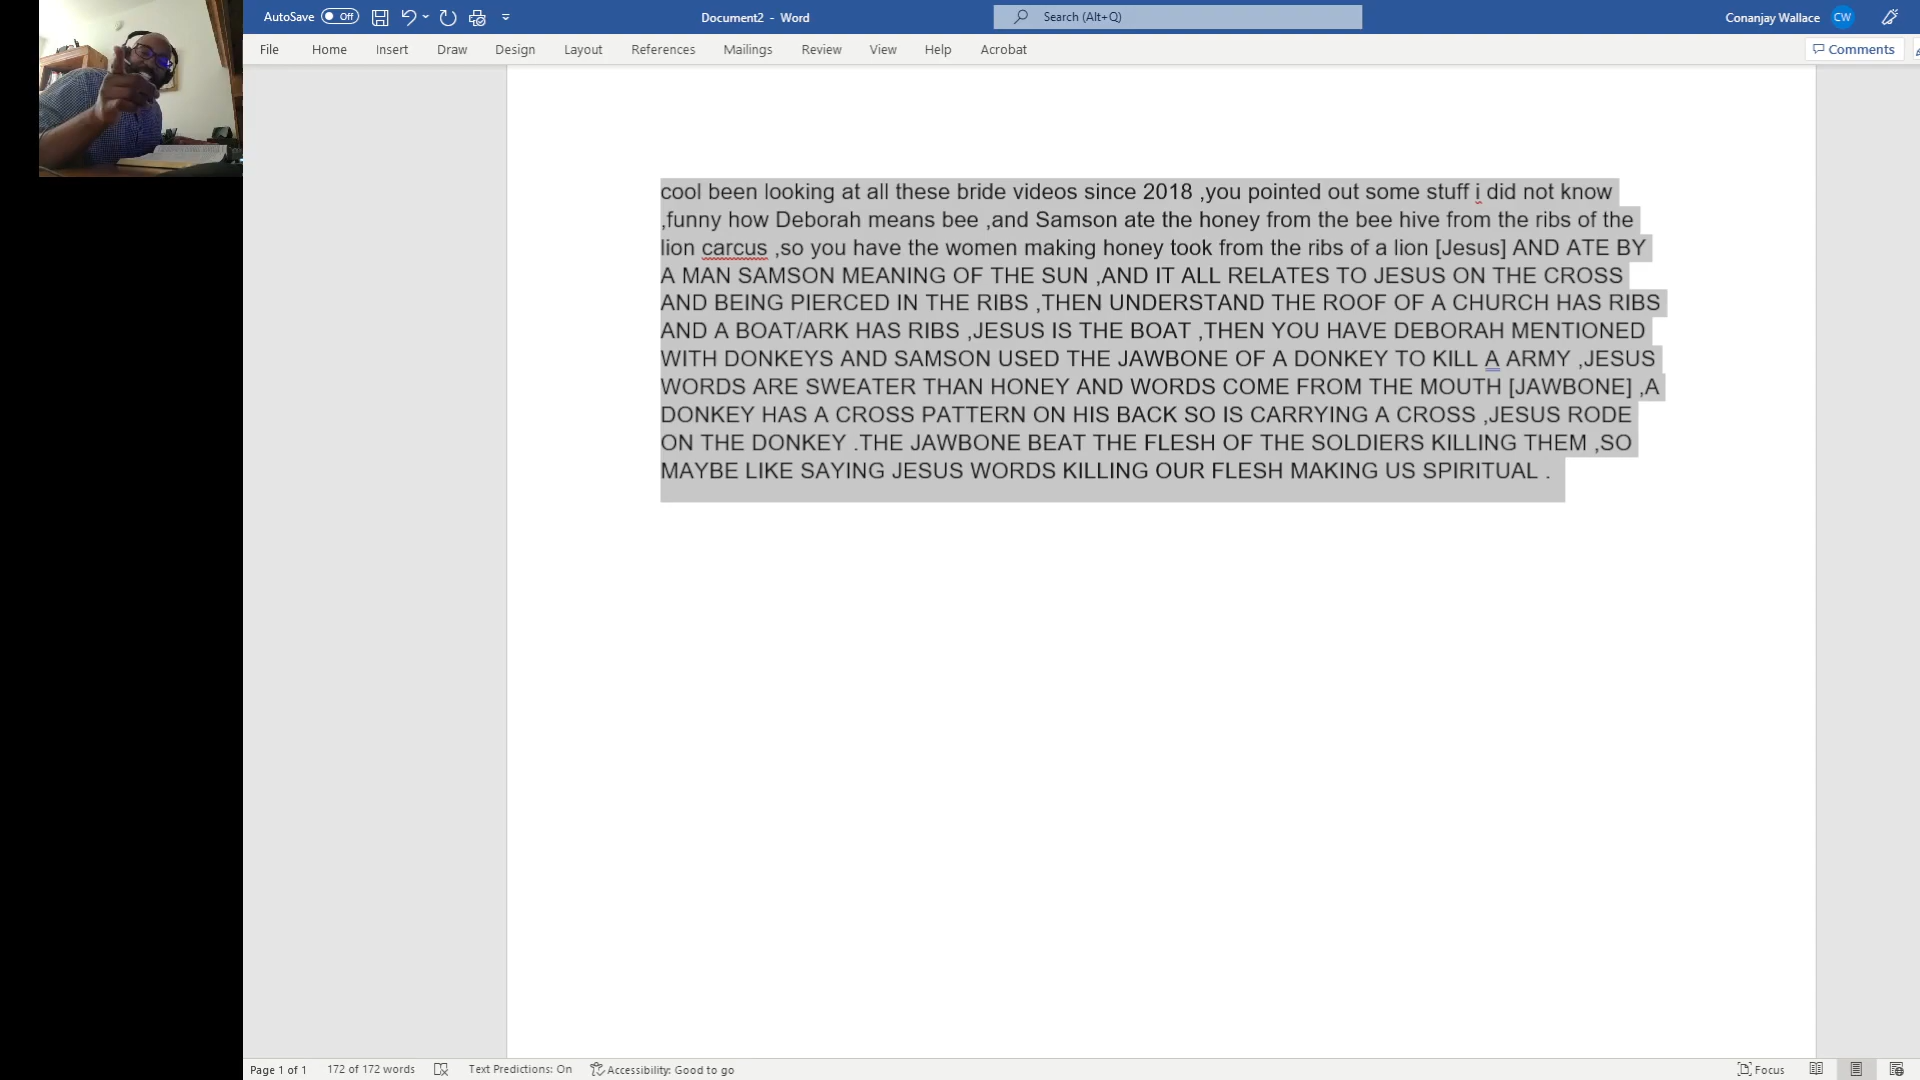 AutoSave Off Document2 - Word Search (Alt+Q) Conanjay Wallace CW
File Home Insert Draw Design Layout References Mailings Review View Help Acrobat Comments
cool been looking at all these bride videos since 2018 ,you pointed out some stuff i did not know
,funny how Deborah means bee ,and Samson ate the honey from the bee hive from the ribs of the
lion carcus ,so you have the women making honey took from the ribs of a lion [Jesus] AND ATE BY
A MAN SAMSON MEANING OF THE SUN ,AND IT ALL RELATES TO JESUS ON THE CROSS
AND BEING PIERCED IN THE RIBS ,THEN UNDERSTAND THE ROOF OF A CHURCH HAS RIBS
AND A BOAT/ARK HAS RIBS ,JESUS IS THE BOAT ,THEN YOU HAVE DEBORAH MENTIONED
WITH DONKEYS AND SAMSON USED THE JAWBONE OF A DONKEY TO KILL A ARMY ,JESUS
WORDS ARE SWEATER THAN HONEY AND WORDS COME FROM THE MOUTH [JAWBONE] ,A
DONKEY HAS A CROSS PATTERN ON HIS BACK SO IS CARRYING A CROSS ,JESUS RODE
ON THE DONKEY .THE JAWBONE BEAT THE FLESH OF THE SOLDIERS KILLING THEM ,SO
MAYBE LIKE SAYING JESUS WORDS KILLING OUR FLESH MAKING US SPIRITUAL .
Page 1 of 1 172 of 172 words Text Predictions: On Accessibility: Good to go Focus